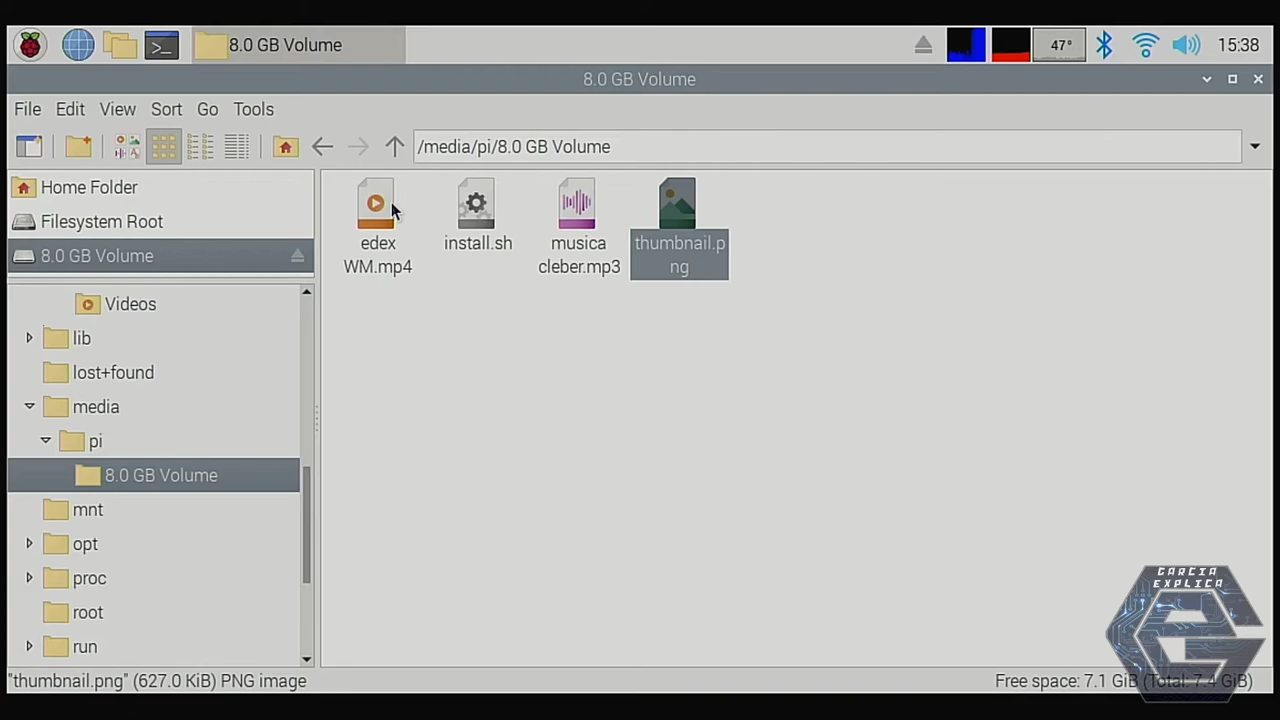 8.0 GB Volume
47°
15:38
8.0 GB Volume
File Edit View Sort Go Tools
/media/pi/8.0 GB Volume
Home Folder
Filesystem Root
8.0 GB Volume
Videos
lib
lost+found
media
pi
8.0 GB Volume
mnt
opt
proc
root
run
edex
WM.mp4
install.sh
musica
cleber.mp3
thumbnail.p
ng
"thumbnail.png" (627.0 KiB) PNG image
Free space: 7.1 GiB (Total: 7.4 GiB)
GARCIA
EXPLICA